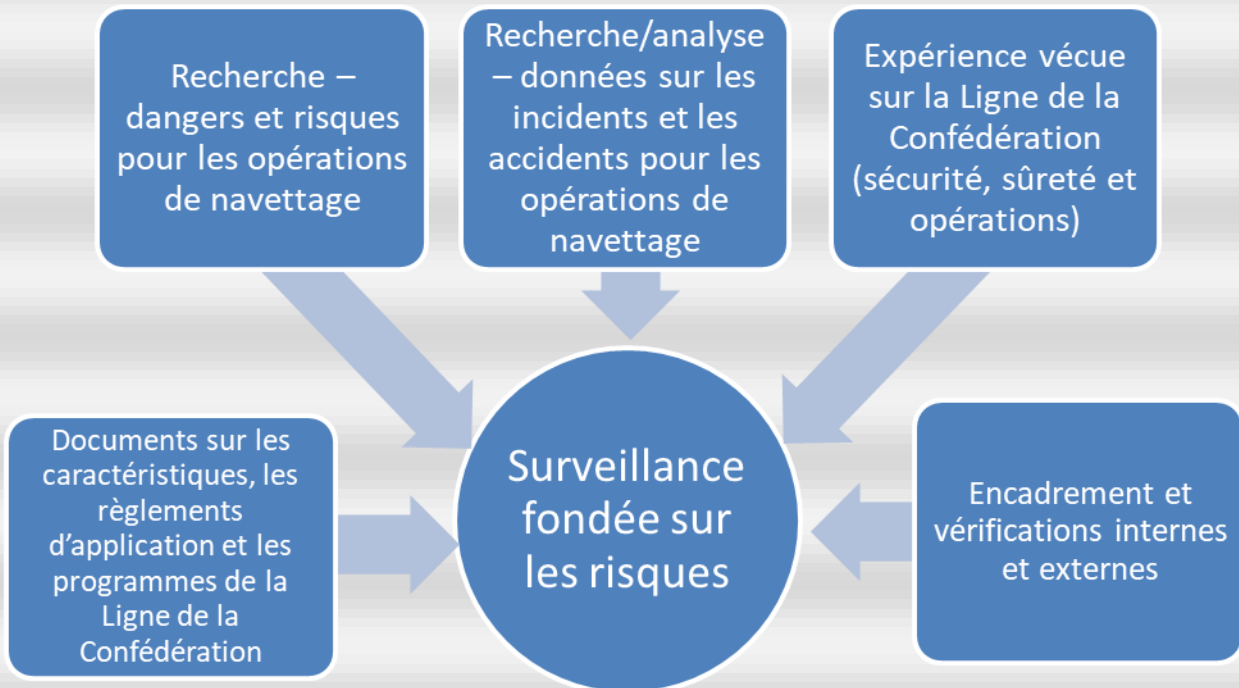 Recherche –
dangers et risques
pour les opérations
de navettage
Recherche/analyse
– données sur les
incidents et les
accidents pour les
opérations de
navettage
Expérience vécue
sur la Ligne de la
Confédération
(sécurité, sûreté et
opérations)
Documents sur les
caractéristiques, les
règlements
d’application et les
programmes de la
Ligne de la
Confédération
Surveillance
fondée sur
les risques
Encadrement et
vérifications internes
et externes